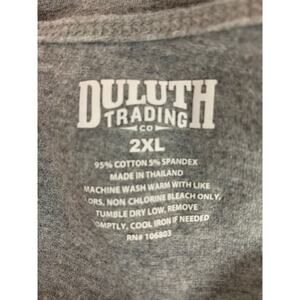 DULUTH
TRADING
CO
2XL
95% COTTON 5% SPANDEX
MADE IN THAILAND
MACHINE WASH WARM WITH LIKE
ORS, NON CHLORINE BLEACH ONLY,
TUMBLE DRY LOW, REMOVE
OMPTLY, COOL IRON IF NEEDED
RN# 106803